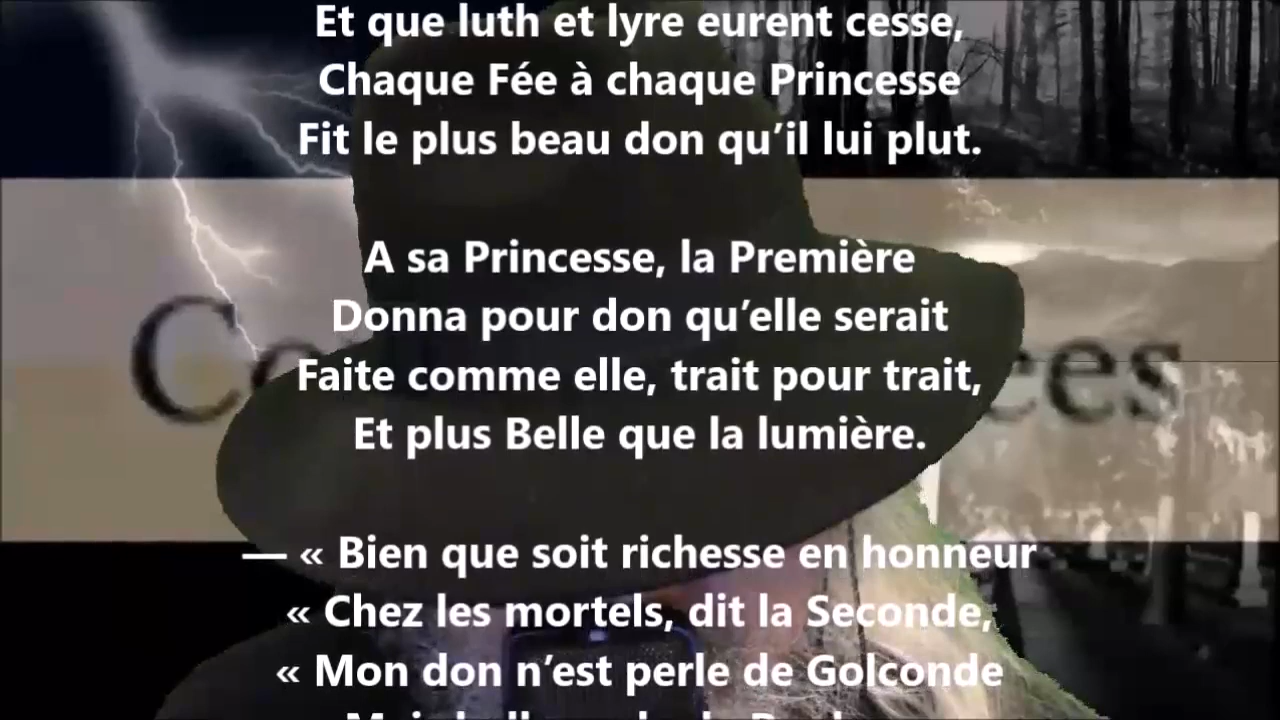 Et que luth et lyre eurent cesse,
Chaque Fée à chaque Princesse
Fit le plus beau don qu’il lui plut.
A sa Princesse, la Première
Donna pour don qu’elle serait
Faite comme elle, trait pour trait,
Et plus Belle que la lumière.
— « Bien que soit richesse en honneur
« Chez les mortels, dit la Seconde,
« Mon don n’est perle de Golconde